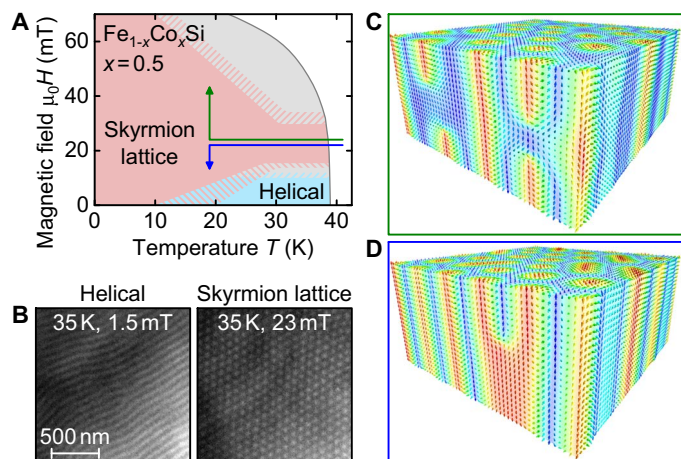 A
Fe1-xCoxSi
x = 0.5
Skyrmion
lattice
Helical
Magnetic field μ0H (mT)
60
40
20
0
0 10 20 30 40
Temperature T (K)
B
Helical
35 K, 1.5 mT
500 nm
Skyrmion lattice
35 K, 23 mT
C
D